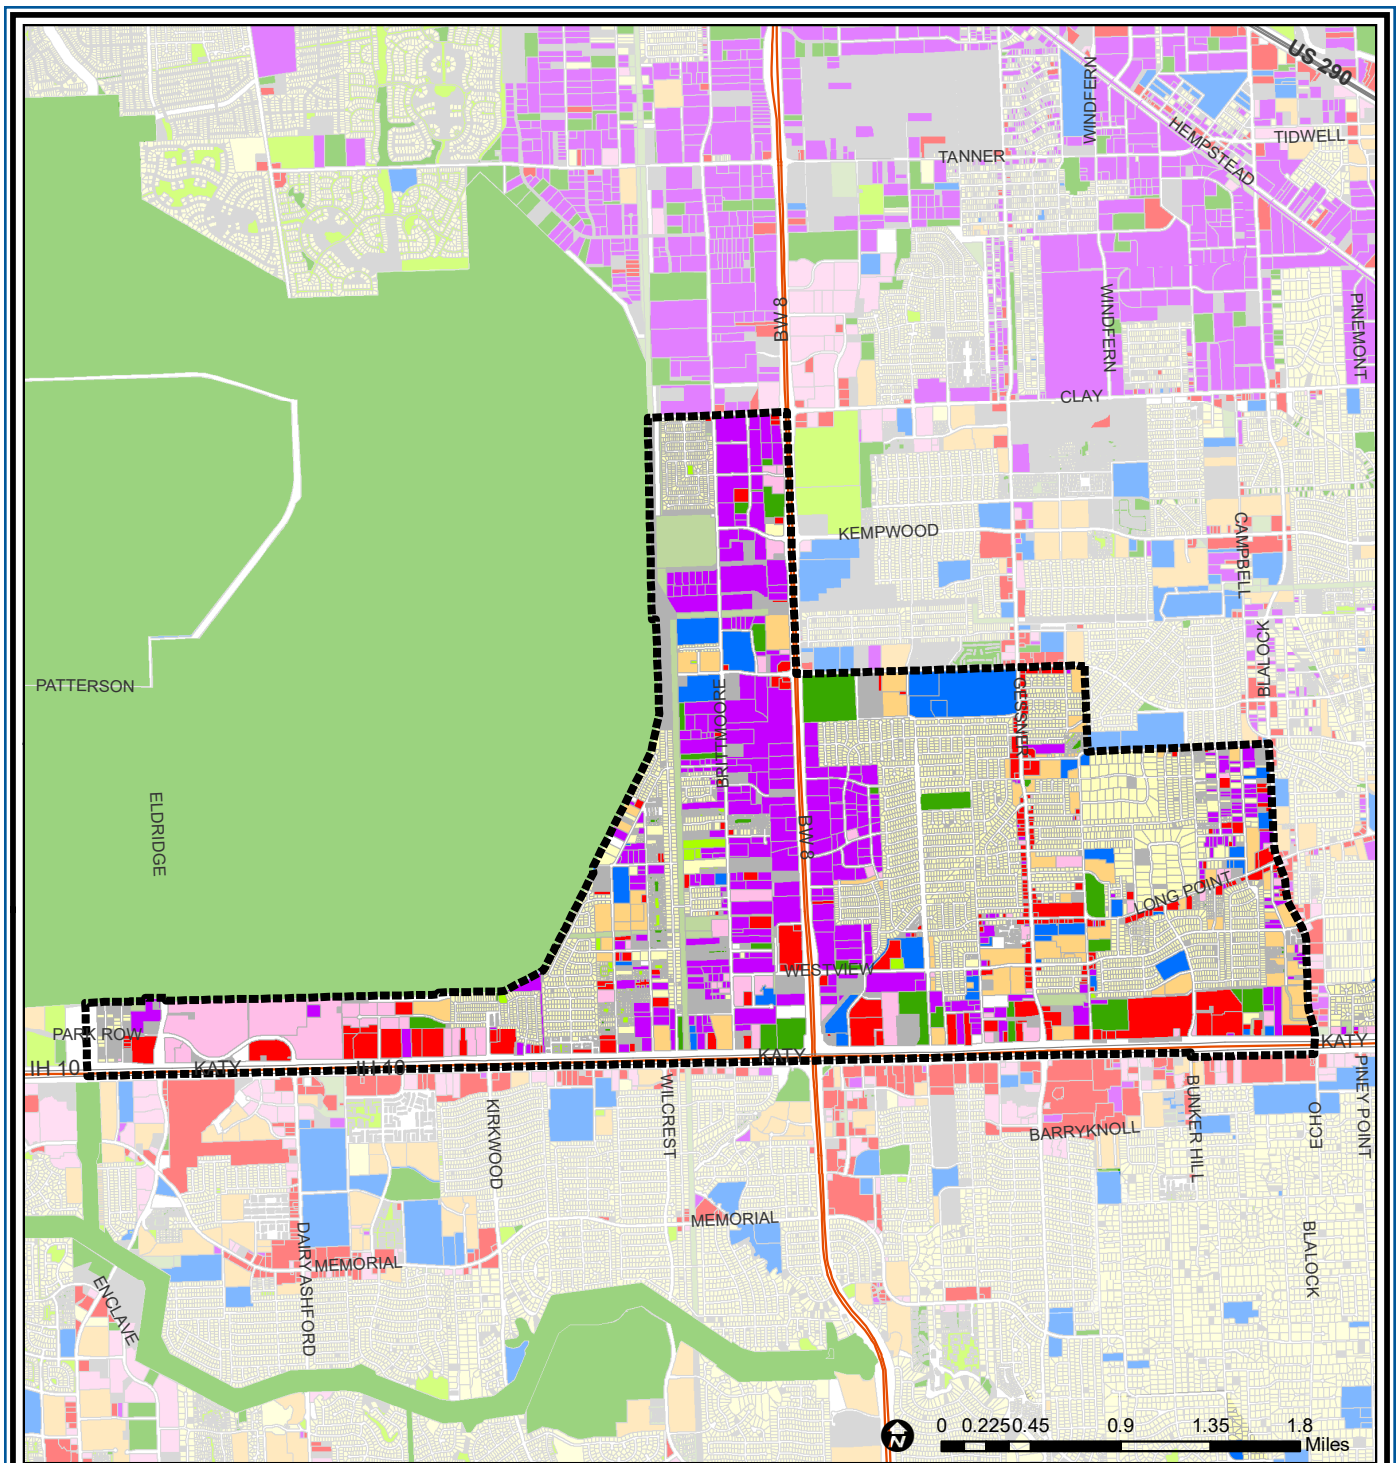 US 290
WINDFERN
HEMPSTEAD
TIDWELL
TANNER
BW 8
WINDFERN
PINEMONT
CLAY
KEMPWOOD
CAMPBELL
BLALOCK
PATTERSON
GESSNER
BRITTMOORE
ELDRIDGE
BW 8
LONG POINT
WESTVIEW
PARK ROW
IH 10
KATY
IH 10
KATY
KATY
PINEY POINT
KIRKWOOD
WILCREST
BARRYKNOLL
BUNKER HILL
ECHO
MEMORIAL
DAIRY ASHFORD
MEMORIAL
BLALOCK
ENCLAVE
N
0 0.225 0.45 0.9 1.35 1.8
Miles